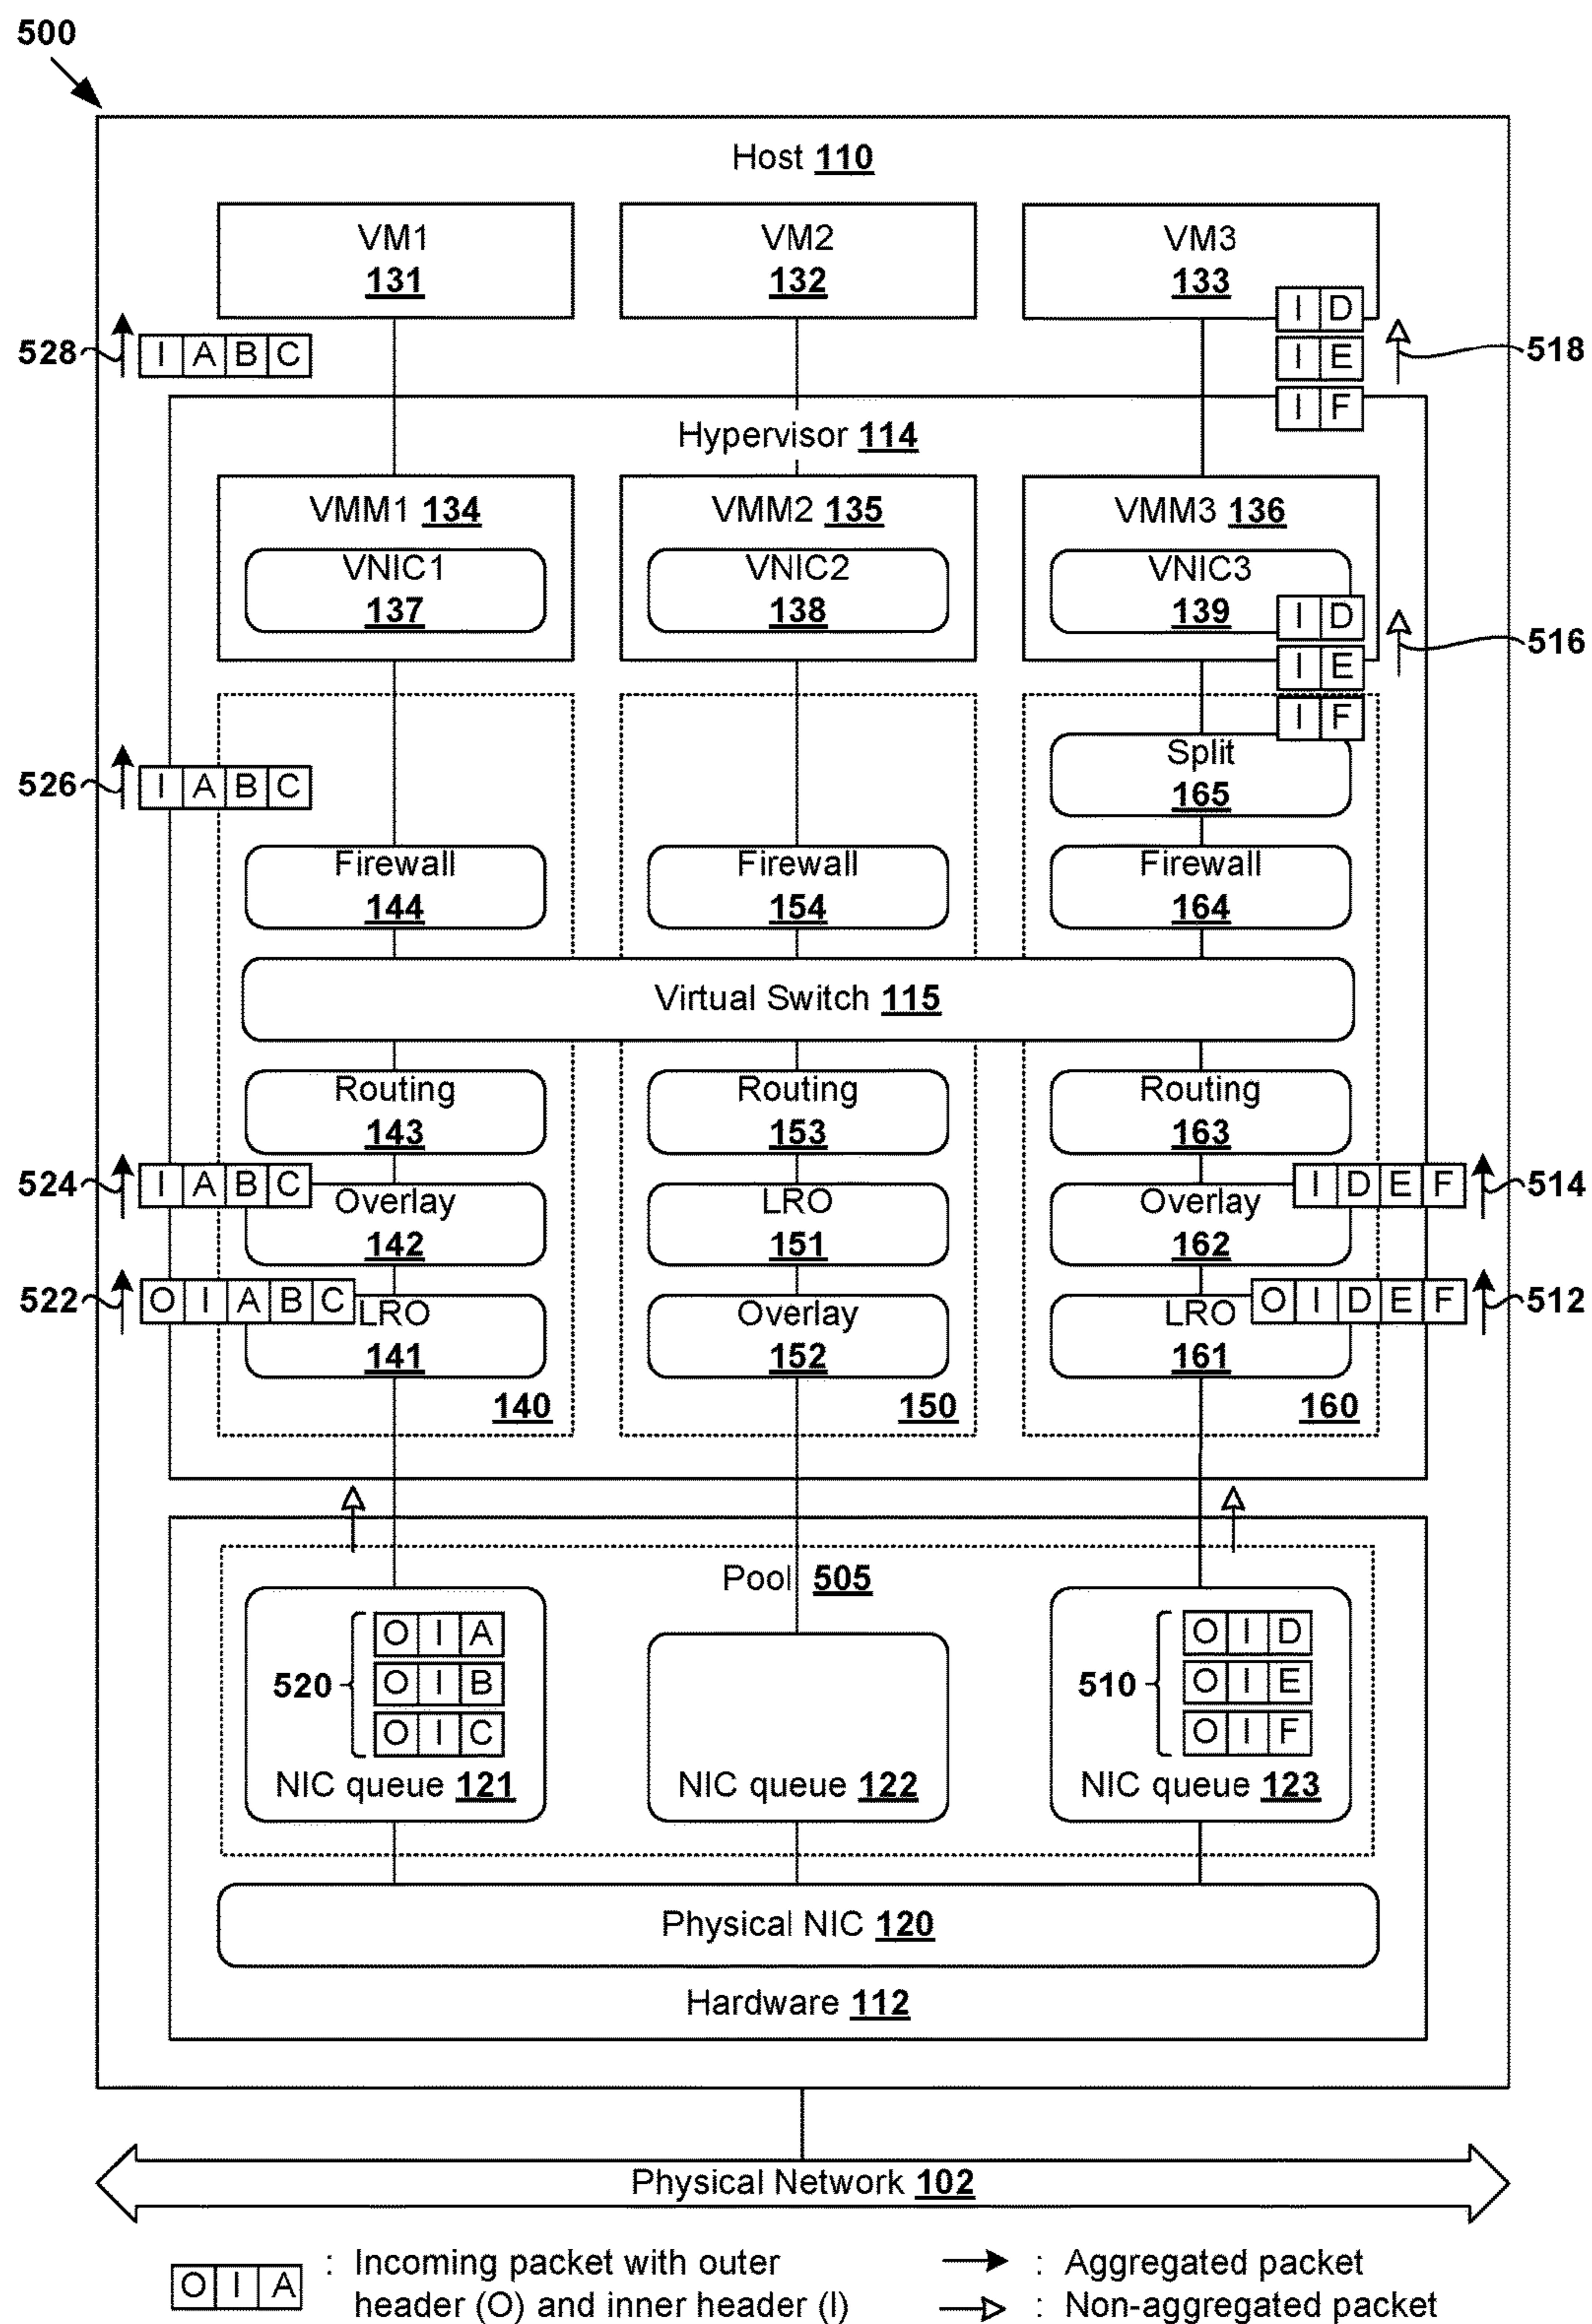 500
Host 110
VM1
131
VM2
132
VM3
133
I D
I E
I F
518
528
I A B C
Hypervisor 114
VMM1 134
VNIC1
137
VMM2 135
VNIC2
138
VMM3 136
VNIC3
139
I D
I E
I F
516
526
I A B C
Split
165
Firewall
144
Firewall
154
Firewall
164
Virtual Switch 115
Routing
143
Routing
153
Routing
163
524
I A B C
Overlay
142
LRO
151
Overlay
162
I D E F
514
522
O I A B C
LRO
141
Overlay
152
LRO
161
O I D E F
512
140
150
160
Pool 505
520
O I A
O I B
O I C
NIC queue 121
NIC queue 122
510
O I D
O I E
O I F
NIC queue 123
Physical NIC 120
Hardware 112
Physical Network 102
O I A
: Incoming packet with outer
header (O) and inner header (I)
: Aggregated packet
: Non-aggregated packet